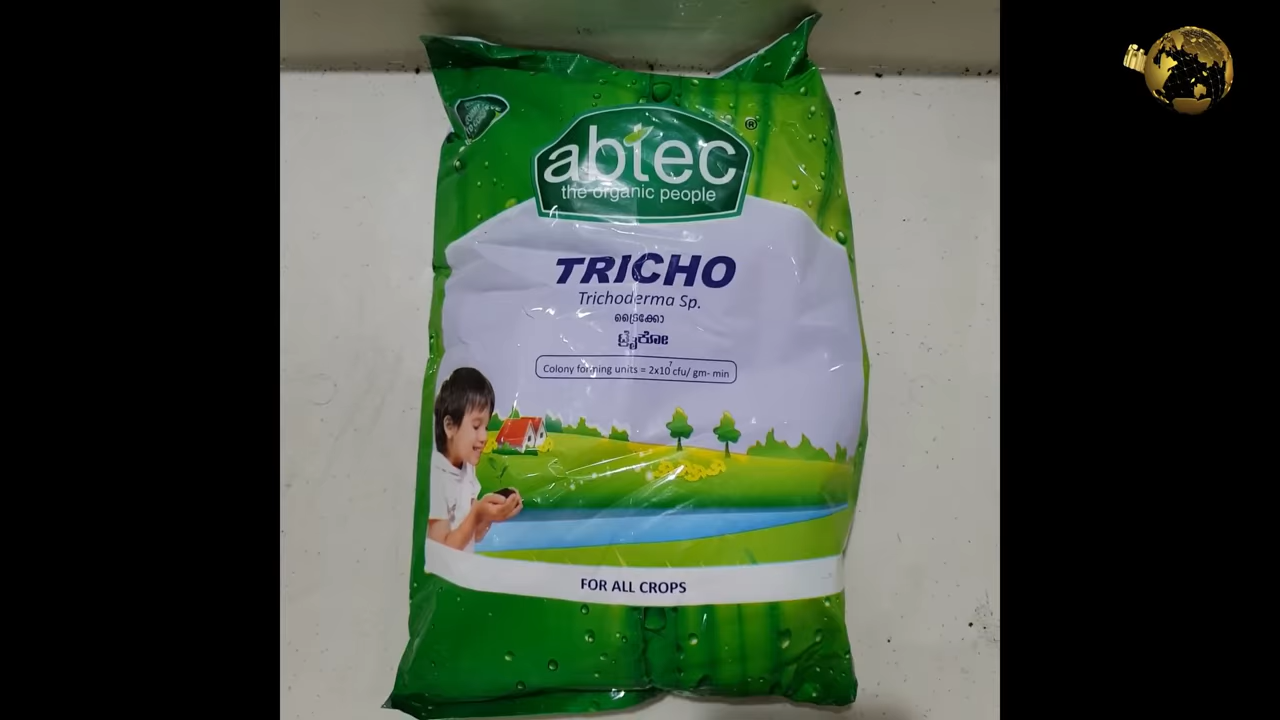 abtec
®
the organic people
TRICHO
Trichoderma Sp.
ട്രൈക്കോ
ಟ್ರೈಕೋ
Colony forming units = 2x10⁷ cfu/ gm- min
FOR ALL CROPS